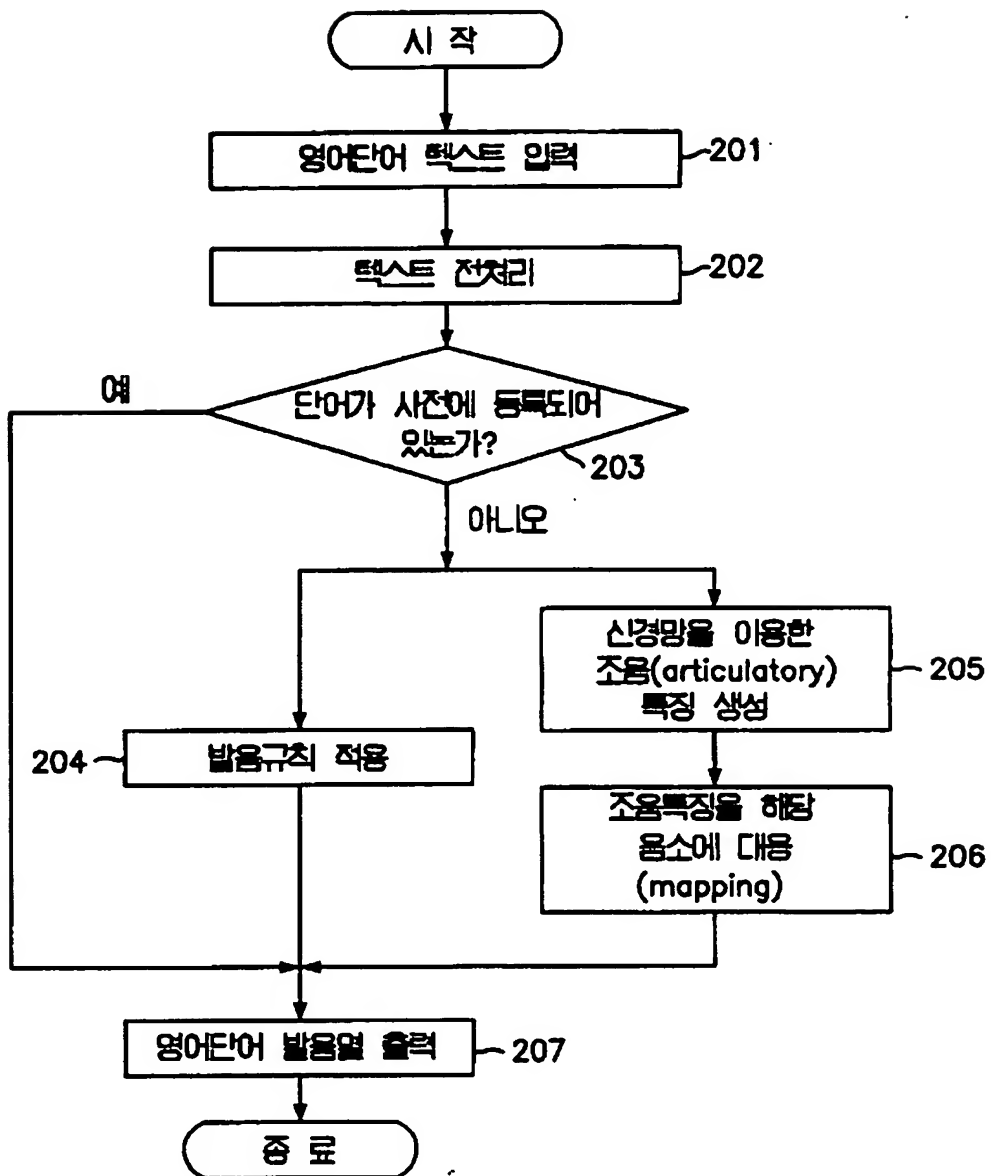 시 작
영어단어 텍스트 입력
201
텍스트 전처리
202
예
단어가 사전에 등록되어
있는가?
203
아니오
신경망을 이용한
조음(articulatory)
특징 생성
205
204
발음규칙 적용
조음특징을 해당
음소에 대응
(mapping)
206
영어단어 발음열 출력
207
종 료